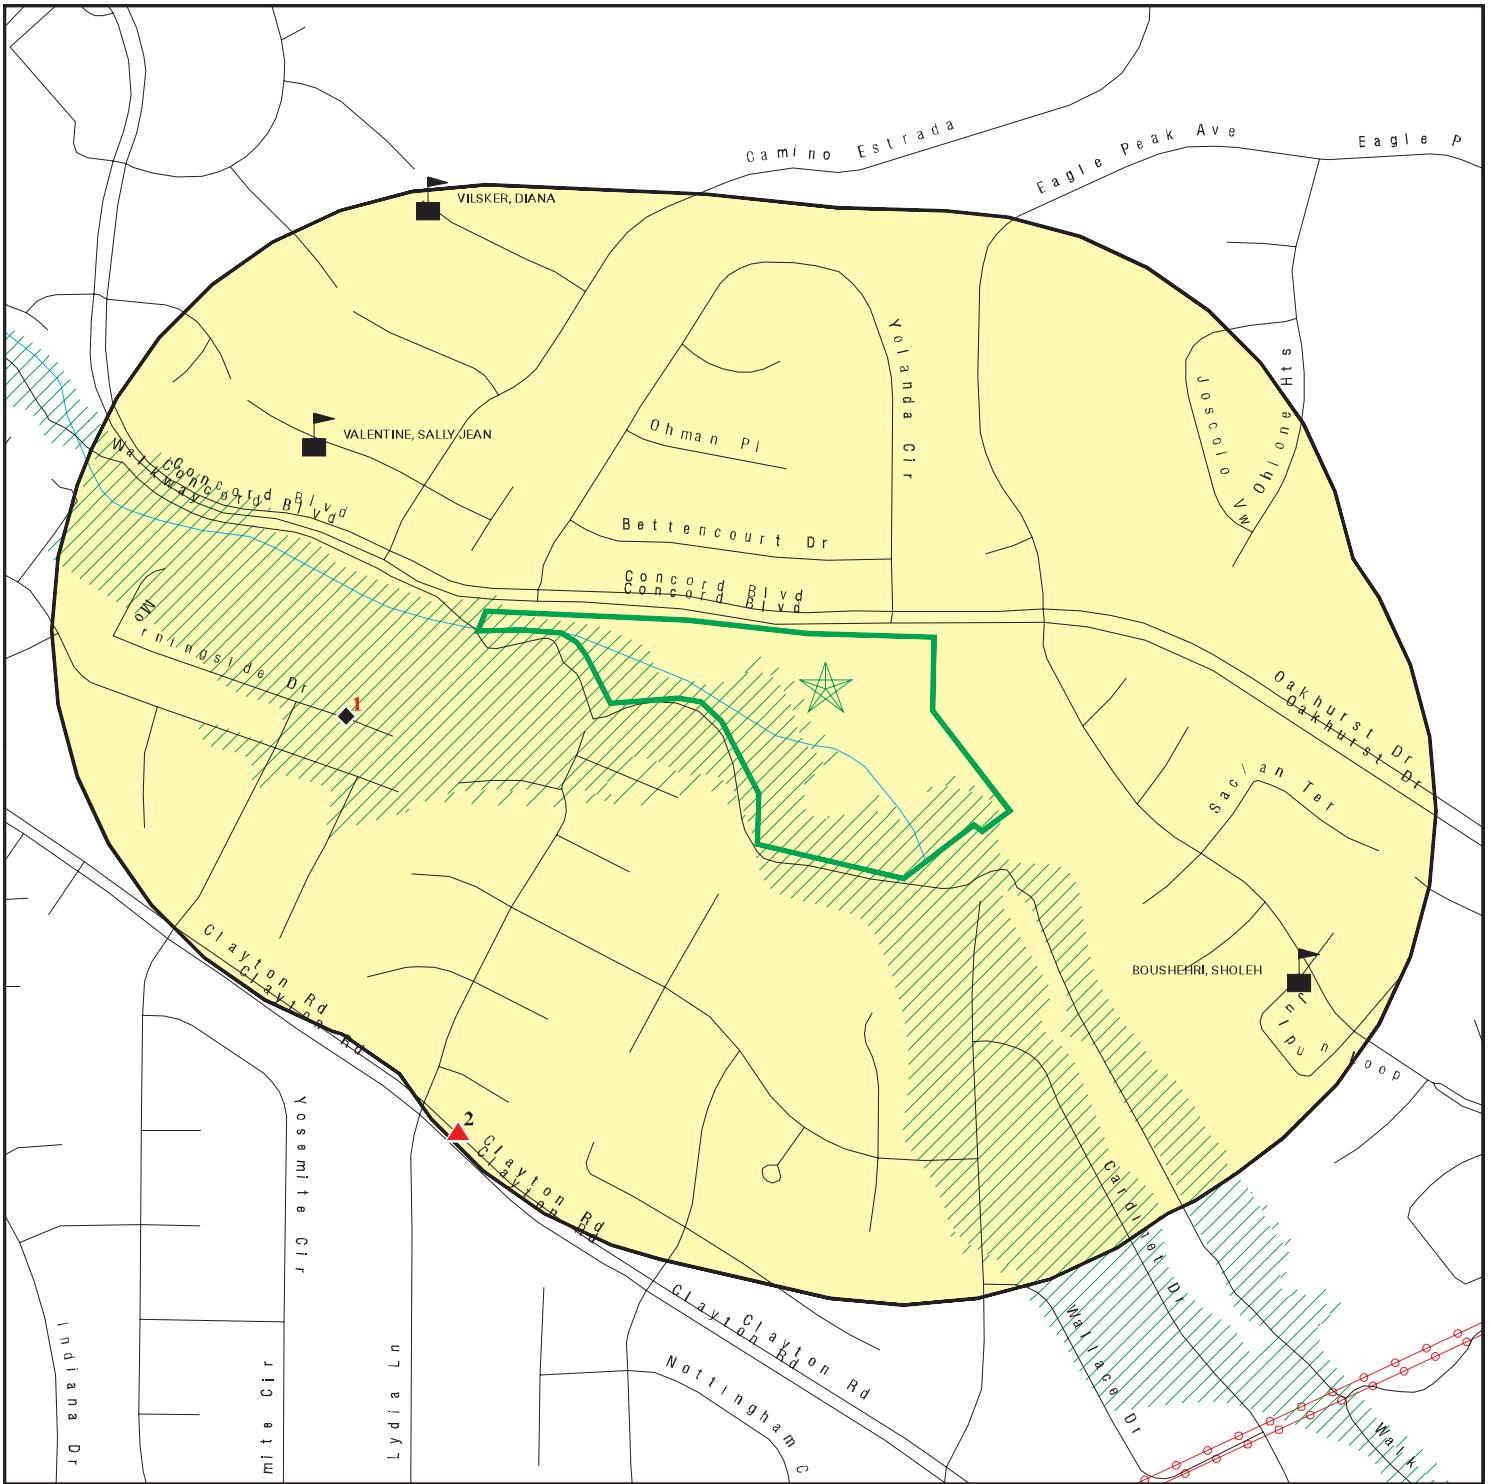 Camino Estrada
Eagle Peak Ave
Eagle P
VILSKER, DIANA
Yolanda Cir
Joscolo Vw
Ohlone Hts
VALENTINE, SALLY JEAN
Ohman Pl
Walkway
Concord Blvd
Concord Blvd
Bettencourt Dr
Concord Blvd
Concord Blvd
Morningside Dr
1
Oakhurst Dr
Oakhurst Dr
Saclan Ter
Clayton Rd
Clayton Rd
BOUSHEHRI, SHOLEH
Loop
2
Clayton Rd
Clayton Rd
Yosemite Cir
Cardinet Dr
Wallace Dr
Clayton Rd
Clayton Rd
Nottingham C
Indiana Dr
mite Cir
Lydia Ln
Walk